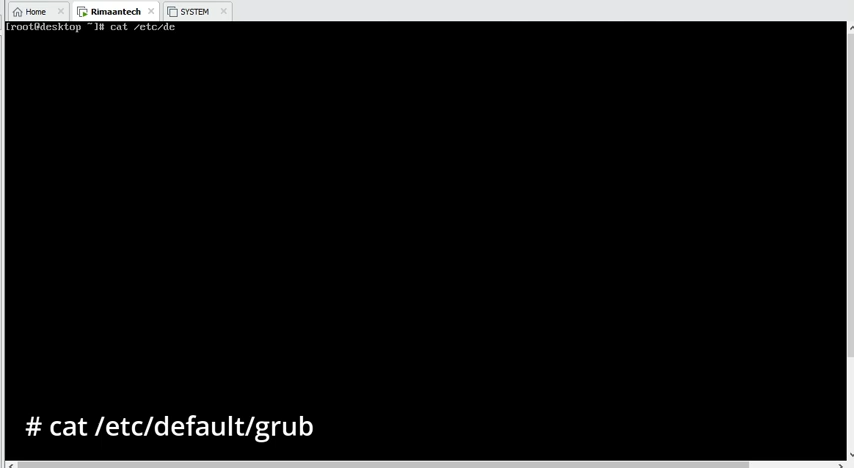 Home
Rimaantech
SYSTEM
[root@desktop ~]# cat /etc/de
# cat /etc/default/grub